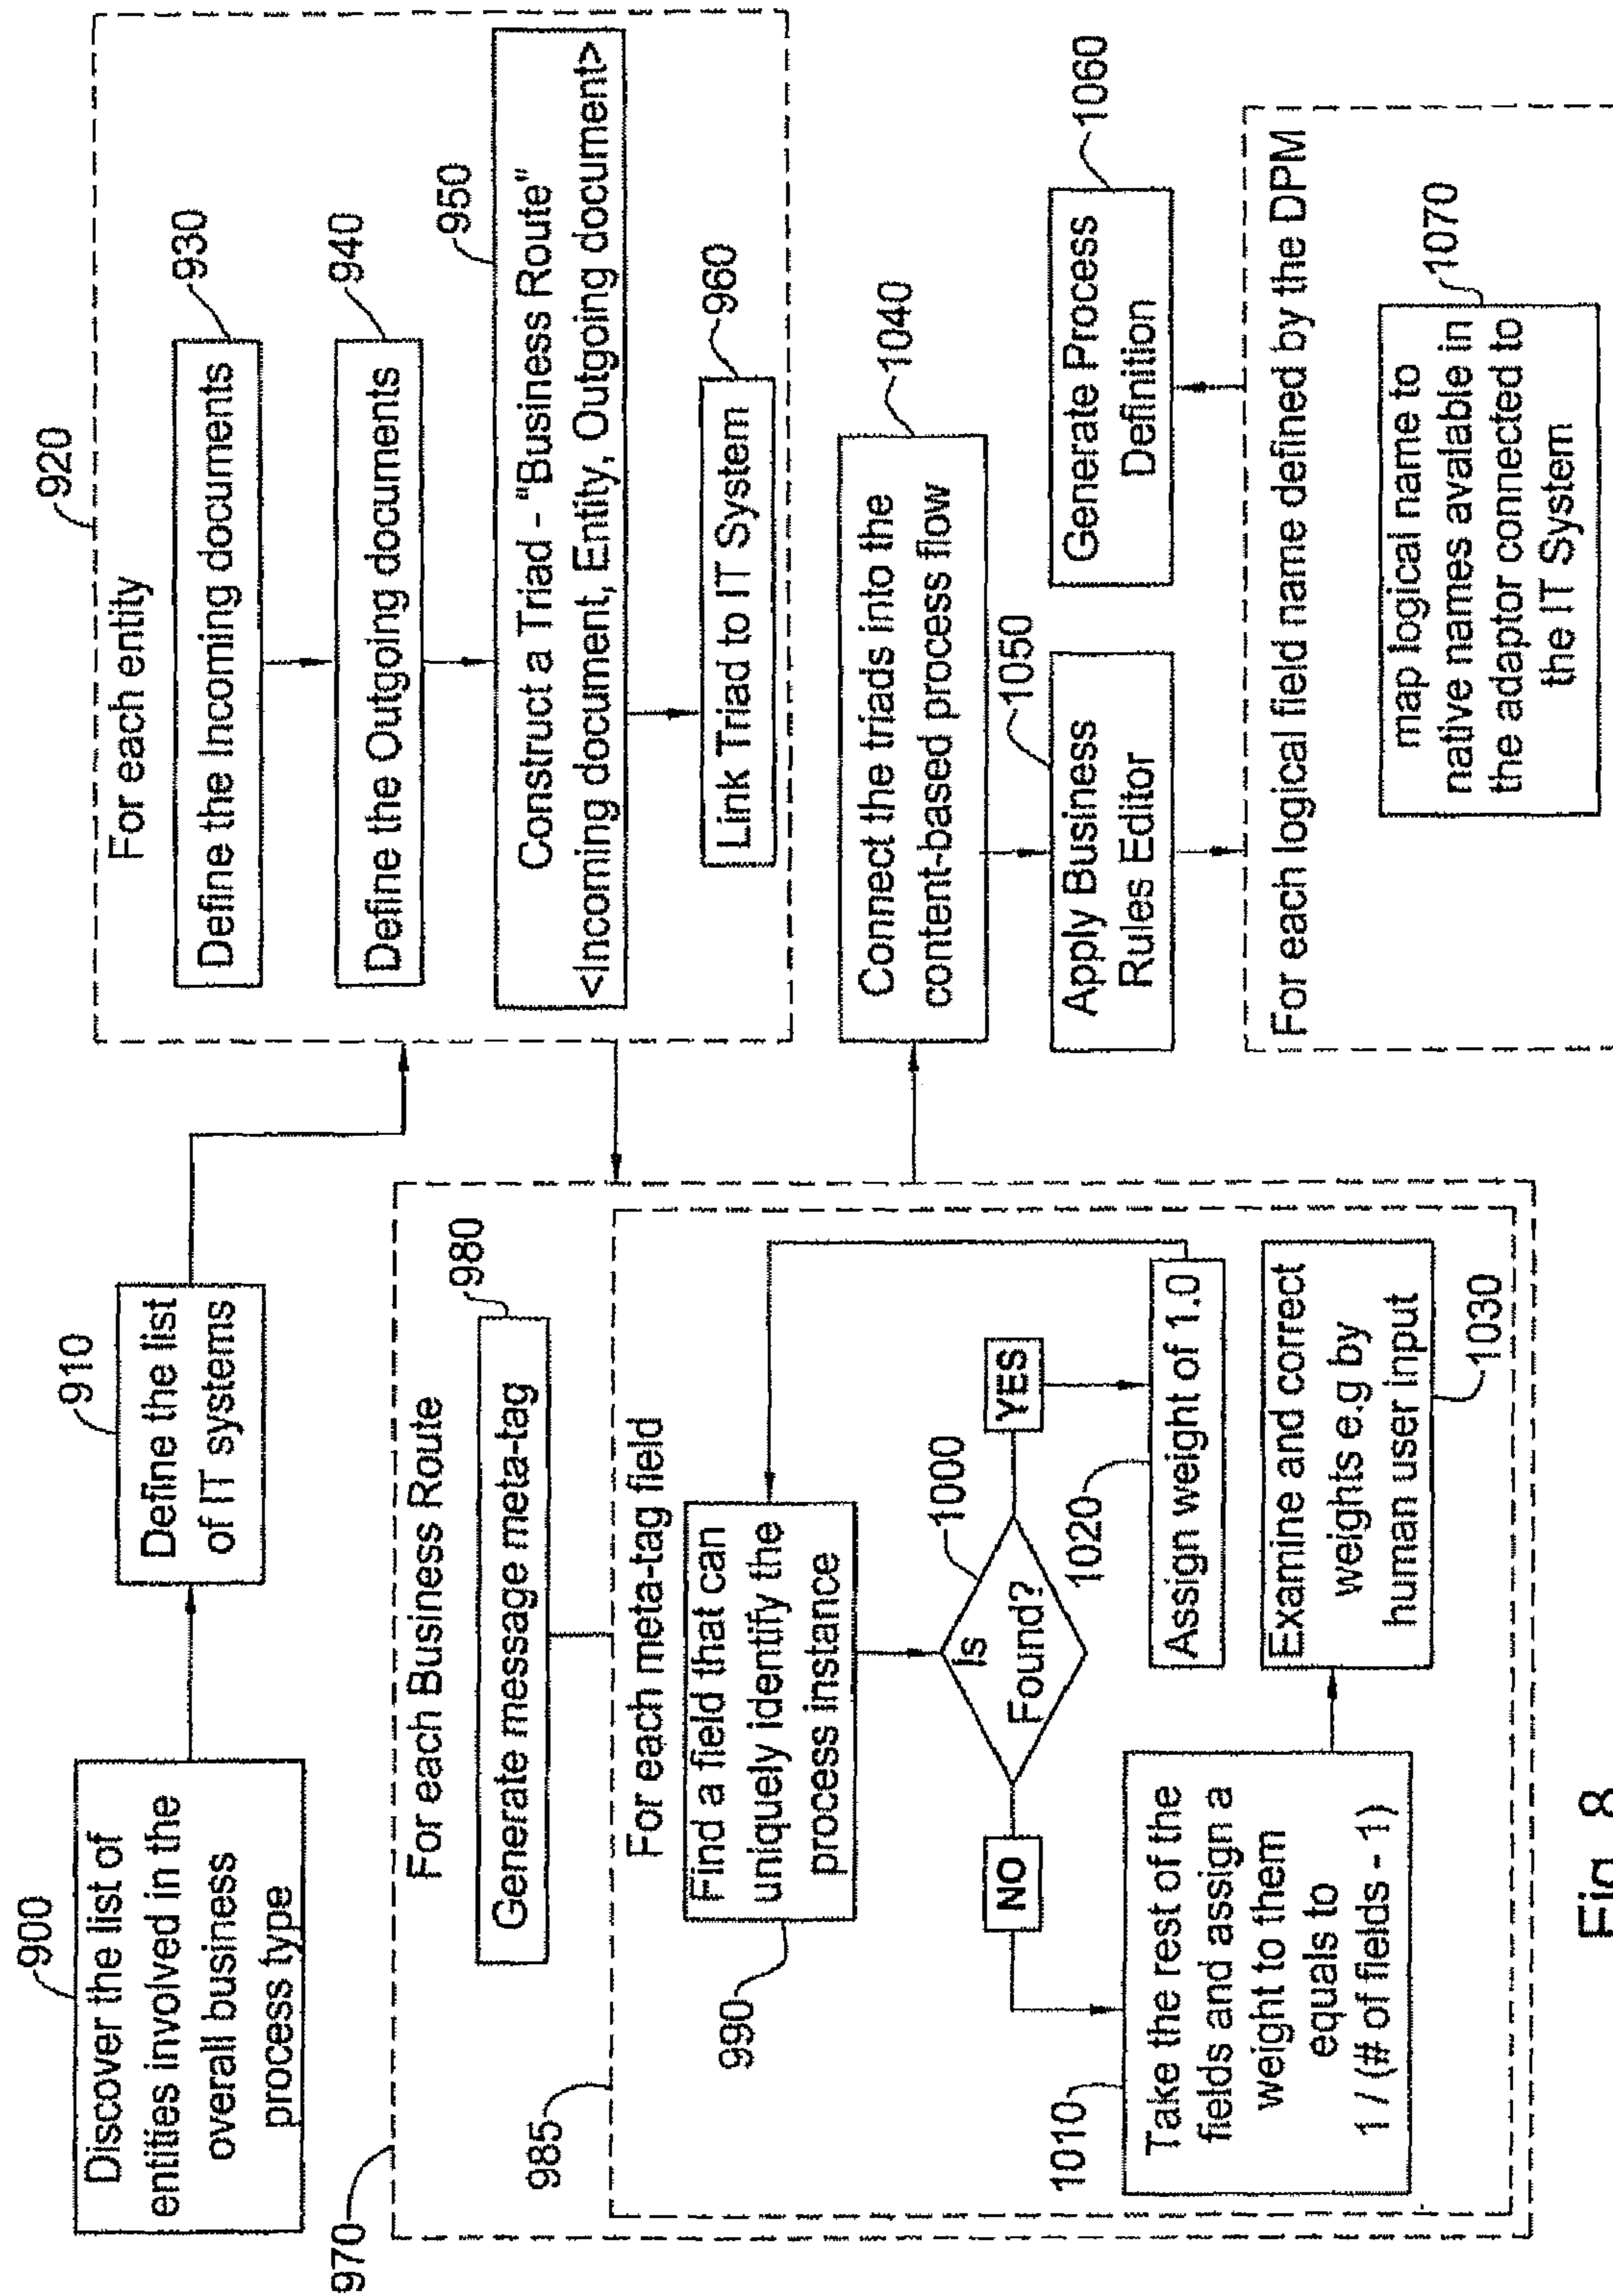 900
Discover the list of
entities involved in the
overall business
process type
910
Define the list
of IT systems
920
For each entity
930
Define the Incoming documents
940
Define the Outgoing documents
950
Construct a Triad - "Business Route"
<Incoming document, Entity, Outgoing document>
960
Link Triad to IT System
970
For each Business Route
980
Generate message meta-tag
985
For each meta-tag field
990
Find a field that can
uniquely identify the
process instance
1000
Is
Found?
NO
YES
1010
Take the rest of the
fields and assign a
weight to them
equals to
1 / (# of fields - 1)
1020
Assign weight of 1.0
Examine and correct
weights e.g by
human user input
1030
1040
Connect the triads into the
content-based process flow
1050
Apply Business
Rules Editor
1060
Generate Process
Definition
For each logical field name defined by the DPM
1070
map logical name to
native names avalable in
the adaptor connected to
the IT System
Fig. 8